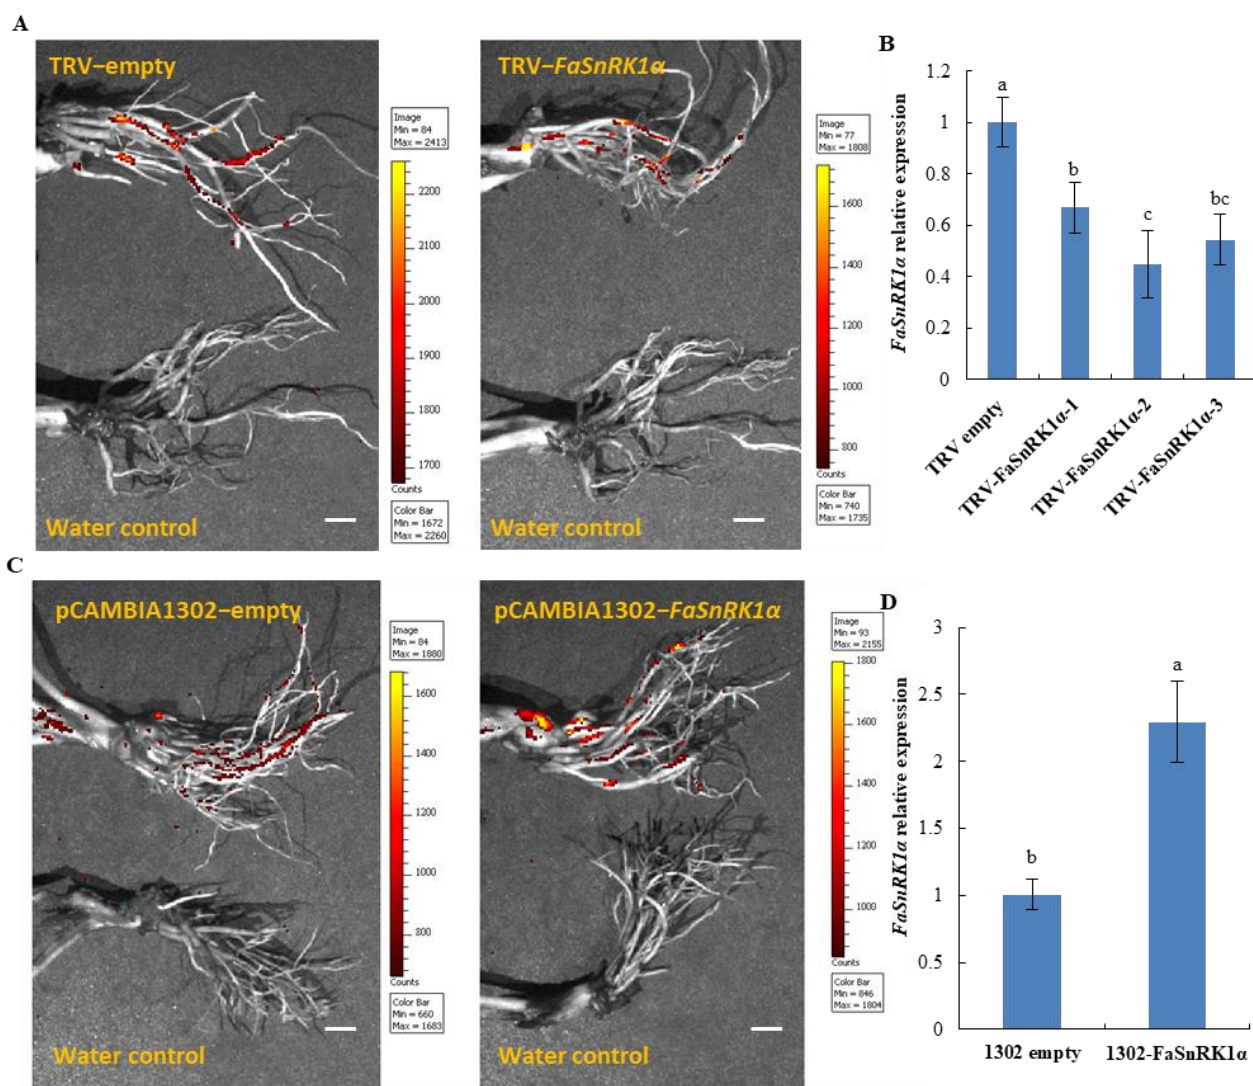 A
TRV−empty
Image
Min = 84
Max = 2413
2200
2100
2000
1900
1800
1700
Counts
Color Bar
Min = 1672
Max = 2260
Water control
TRV−FaSnRK1α
Image
Min = 77
Max = 1808
1600
1400
1200
1000
800
Counts
Color Bar
Min = 740
Max = 1735
Water control
B
FaSnRK1α relative expression
1.2
1
0.8
0.6
0.4
0.2
0
a
b
c
bc
TRV empty
TRV-FaSnRK1α-1
TRV-FaSnRK1α-2
TRV-FaSnRK1α-3
C
pCAMBIA1302−empty
Image
Min = 84
Max = 1880
1600
1400
1200
1000
800
Counts
Color Bar
Min = 660
Max = 1683
Water control
pCAMBIA1302−FaSnRK1α
Image
Min = 93
Max = 2155
1800
1600
1400
1200
1000
Counts
Color Bar
Min = 846
Max = 1804
Water control
D
FaSnRK1α relative expression
3
2.5
2
1.5
1
0.5
0
b
a
1302 empty
1302-FaSnRK1α